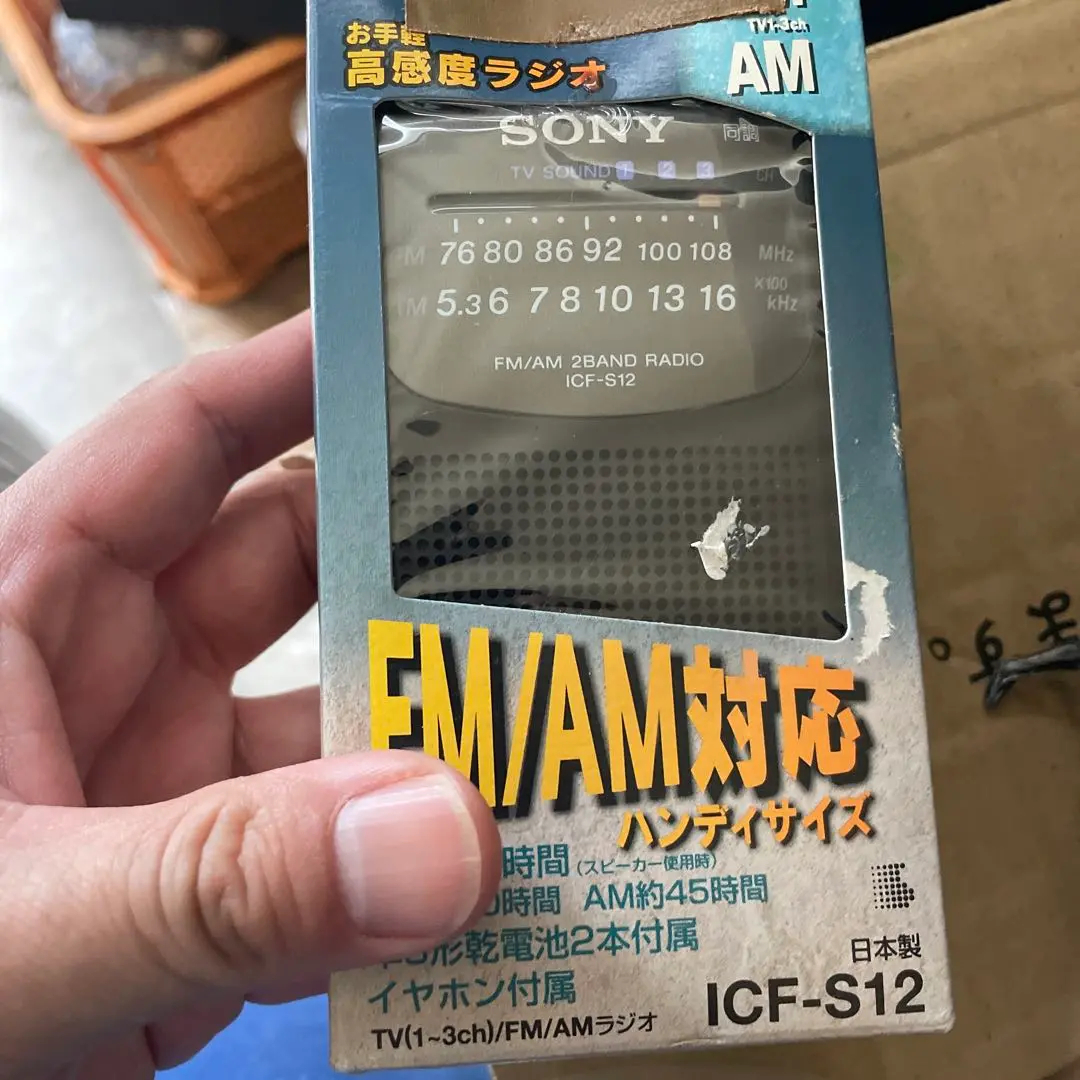 お手軽
高感度ラジオ
TV1-3ch
AM
SONY
同調
TV SOUND 1 2 3 CH
FM 76 80 86 92 100 108 MHz
5.3 6 7 8 10 13 16 ×100 kHz
FM/AM 2BAND RADIO
ICF-S12
FM/AM対応
ハンディサイズ
時間(スピーカー使用時)
0時間 AM約45時間
形乾電池2本付属
イヤホン付属
日本製
ICF-S12
TV(1~3ch)/FM/AMラジオ